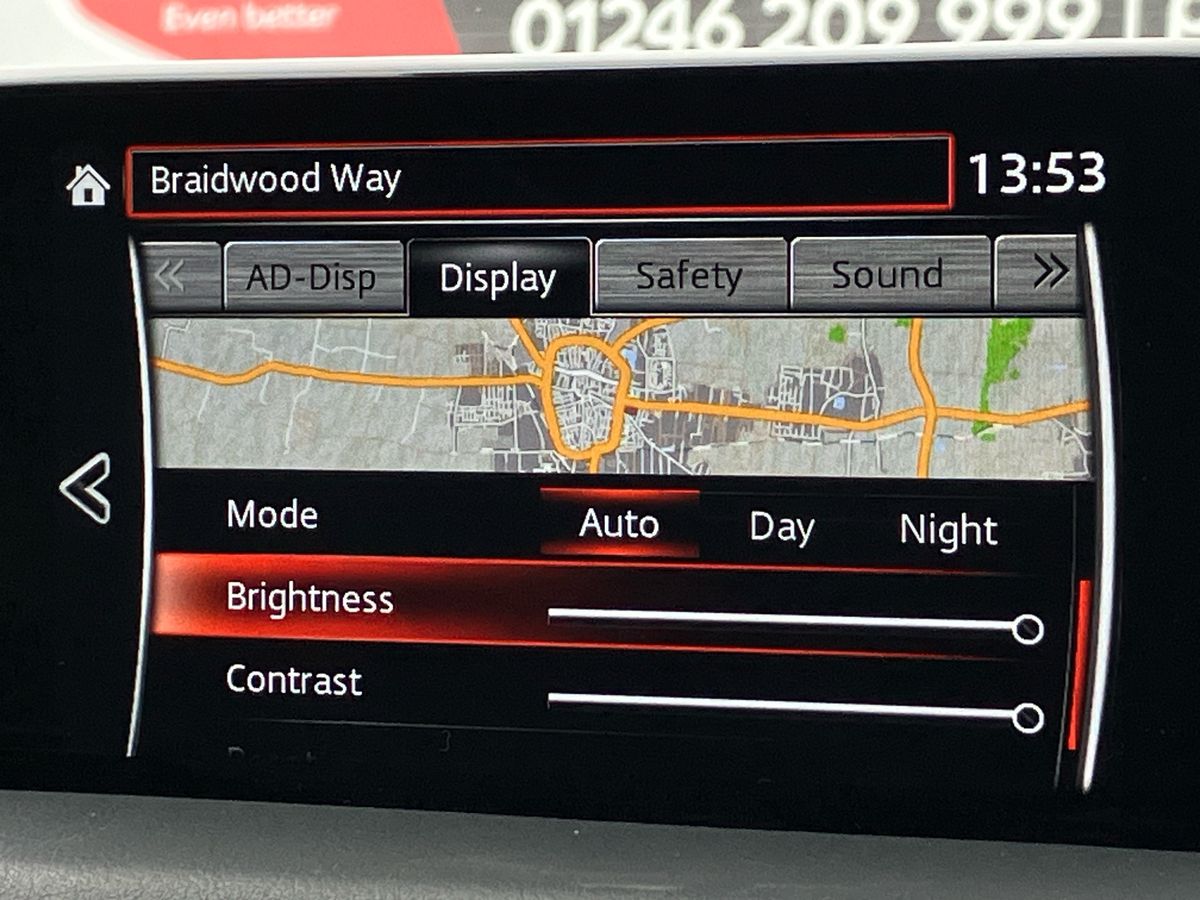 Even better
01246 209 999
Braidwood Way
13:53
AD-Disp Display Safety Sound
Mode Auto Day Night
Brightness
Contrast